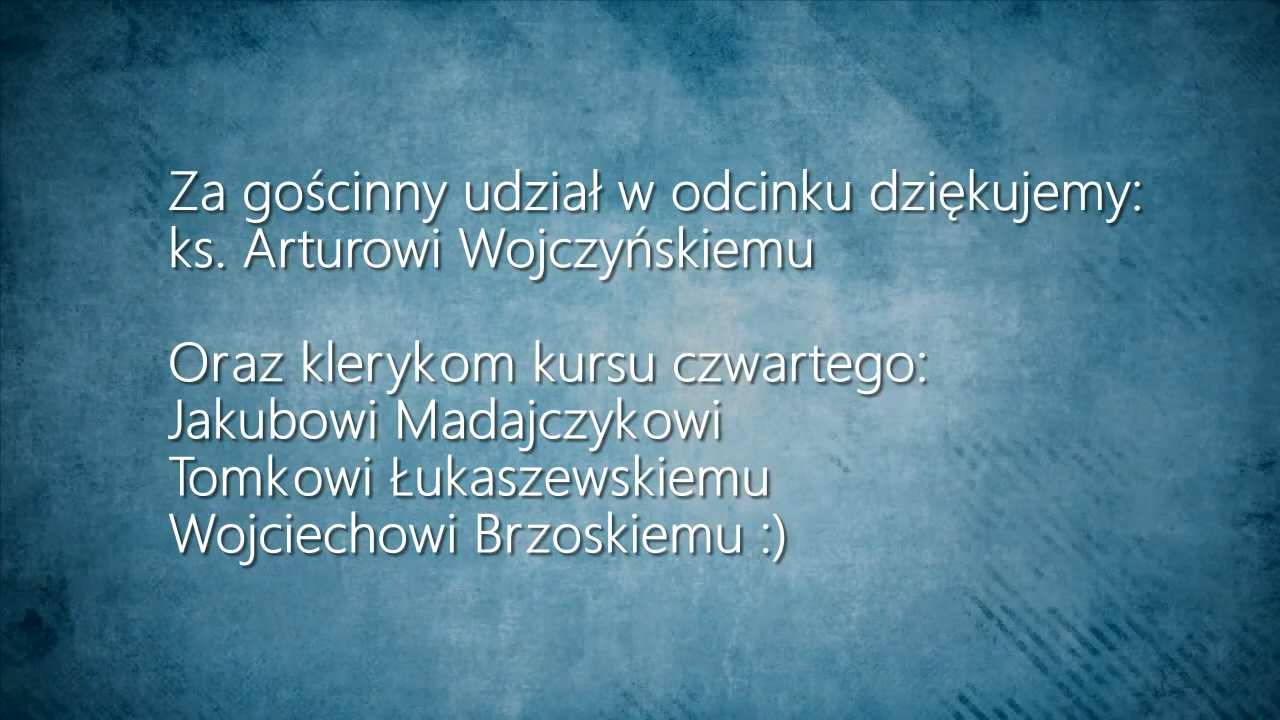 Za gościnny udział w odcinku dziękujemy:
ks. Arturowi Wojczyńskiemu
Oraz klerykom kursu czwartego:
Jakubowi Madajczykowi
Tomkowi Łukaszewskiemu
Wojciechowi Brzoskiemu :)